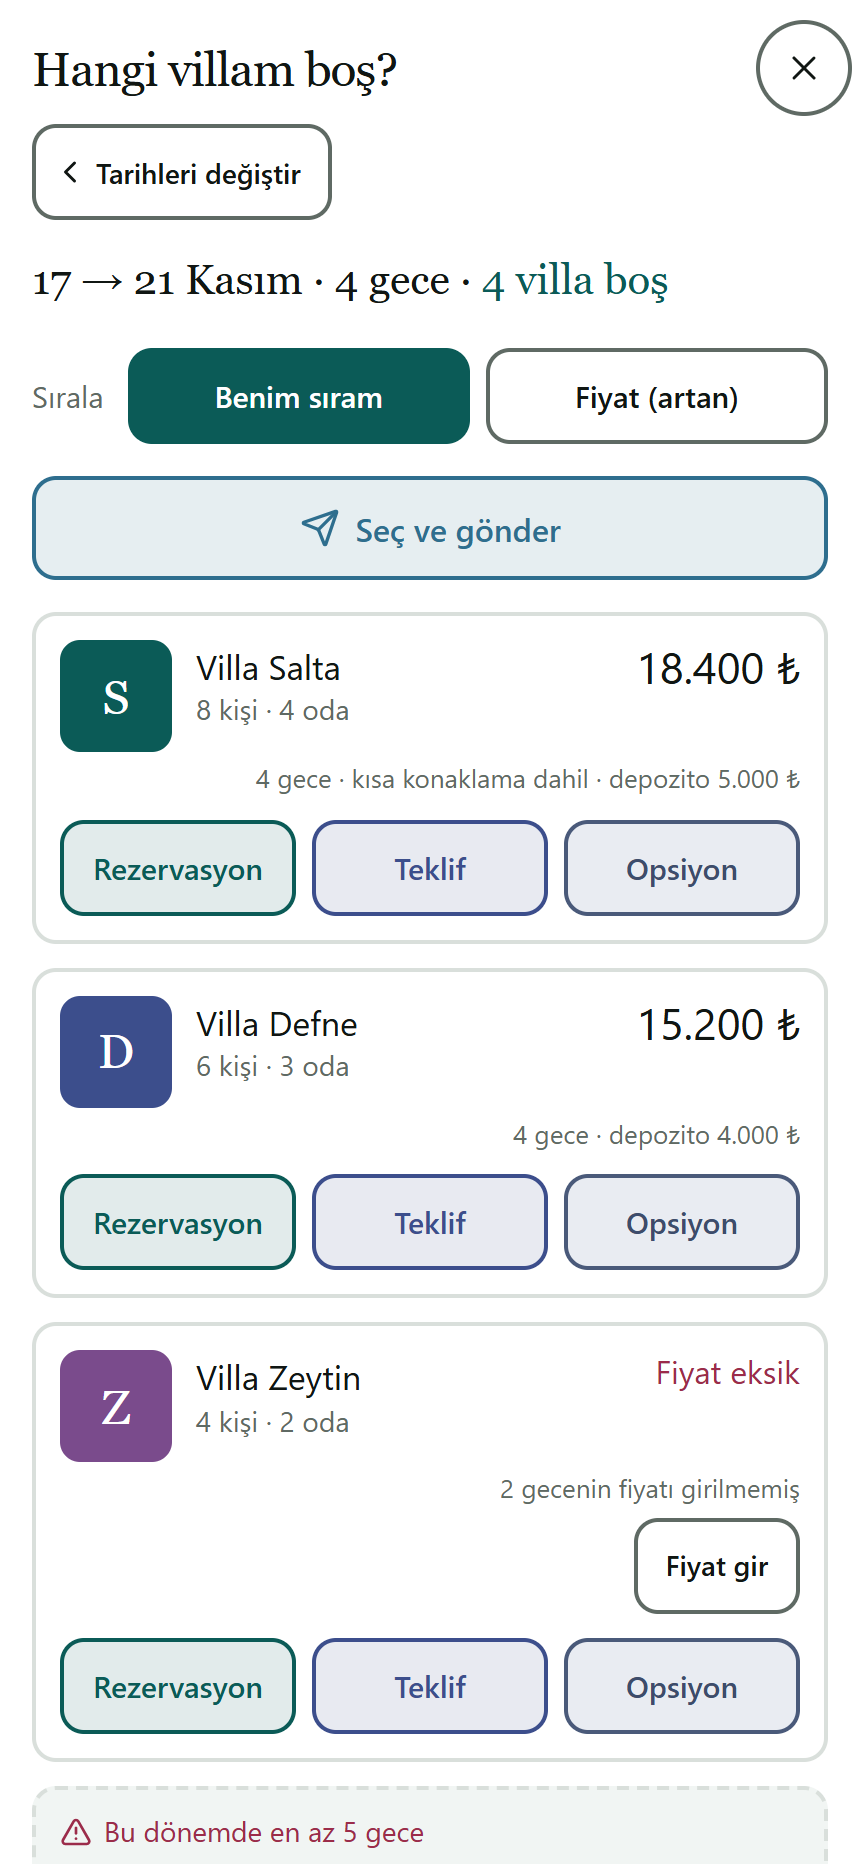 Hangi villam boş?
Tarihleri değiştir
17 → 21 Kasım · 4 gece · 4 villa boş
Sırala
Benim sıram
Fiyat (artan)
Seç ve gönder
S
Villa Salta
18.400 ₺
8 kişi · 4 oda
4 gece · kısa konaklama dahil · depozito 5.000 ₺
Rezervasyon
Teklif
Opsiyon
D
Villa Defne
15.200 ₺
6 kişi · 3 oda
4 gece · depozito 4.000 ₺
Rezervasyon
Teklif
Opsiyon
Z
Villa Zeytin
Fiyat eksik
4 kişi · 2 oda
2 gecenin fiyatı girilmemiş
Fiyat gir
Rezervasyon
Teklif
Opsiyon
Bu dönemde en az 5 gece